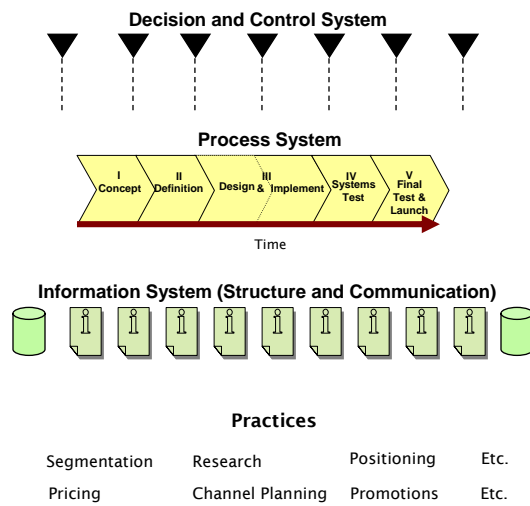 Decision and Control System
Process System
I
Concept
II
Definition
III
Design & Implement
IV
Systems
Test
V
Final
Test &
Launch
Time
Information System (Structure and Communication)
i i i i i i i i i
Practices
Segmentation Research Positioning Etc.
Pricing Channel Planning Promotions Etc.